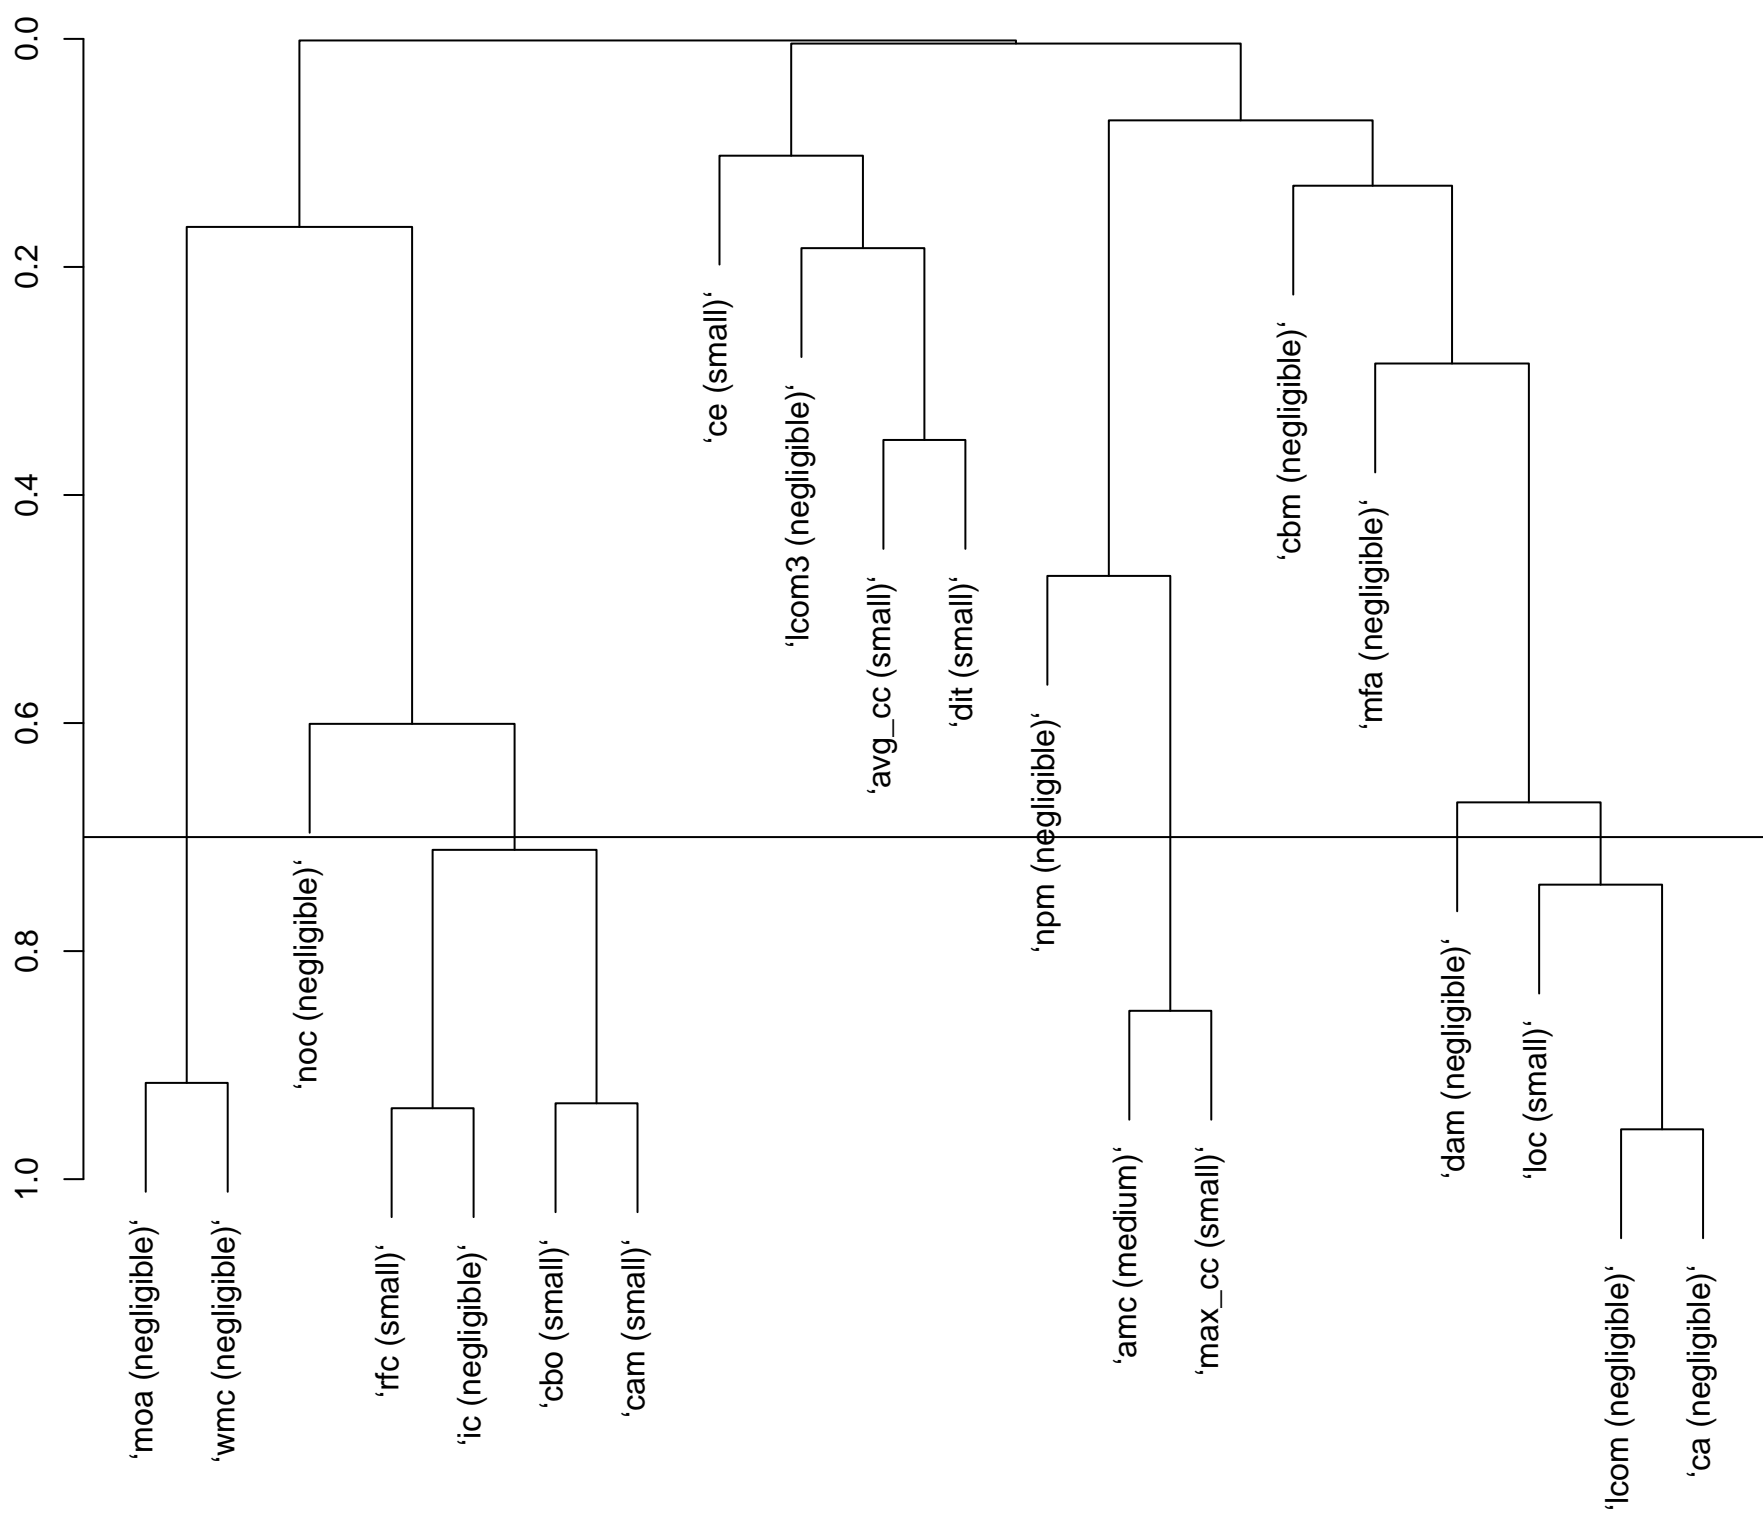 0.0
0.2
0.4
0.6
0.8
1.0
‘moa (negligible)‘
‘wmc (negligible)‘
‘noc (negligible)‘
‘rfc (small)‘
‘ic (negligible)‘
‘cbo (small)‘
‘cam (small)‘
‘ce (small)‘
‘lcom3 (negligible)‘
‘avg_cc (small)‘
‘dit (small)‘
‘npm (negligible)‘
‘amc (medium)‘
‘max_cc (small)‘
‘cbm (negligible)‘
‘mfa (negligible)‘
‘dam (negligible)‘
‘loc (small)‘
‘lcom (negligible)‘
‘ca (negligible)‘